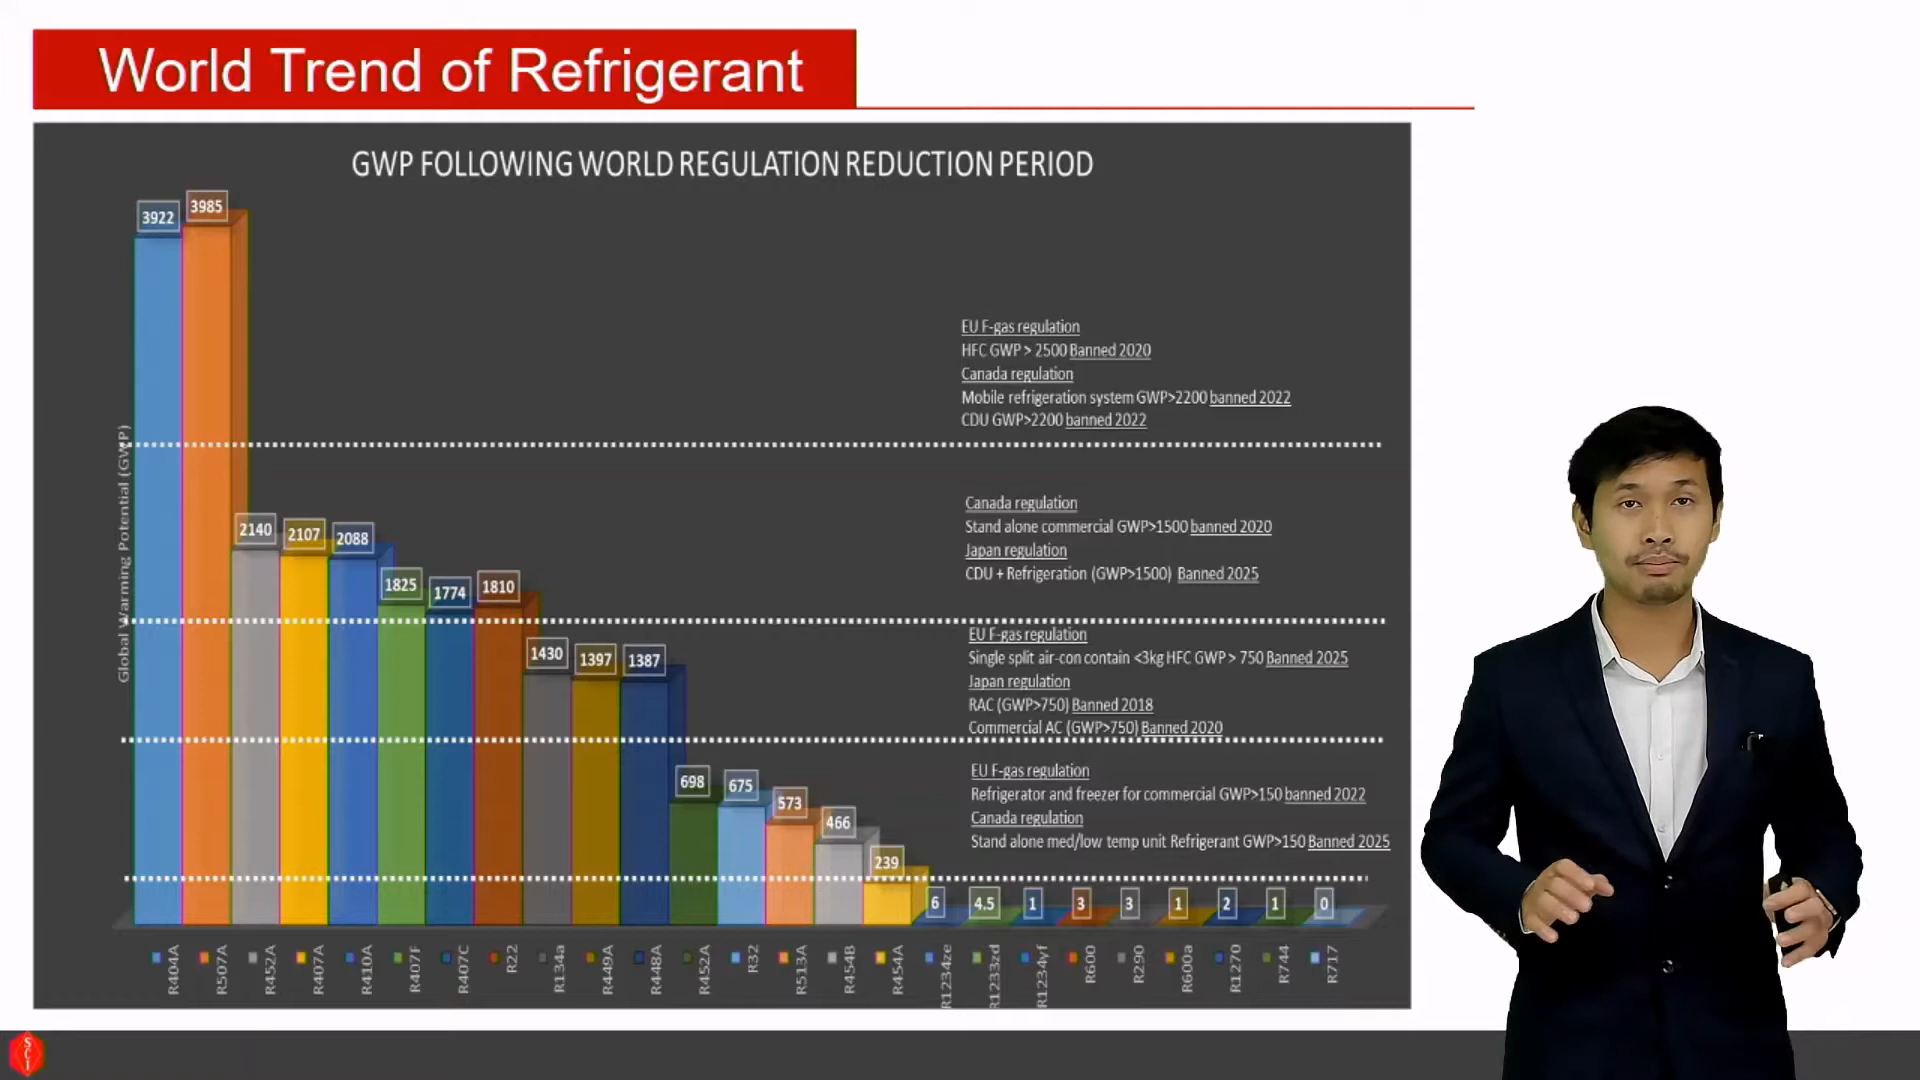 World Trend of Refrigerant
GWP FOLLOWING WORLD REGULATION REDUCTION PERIOD
Global Warming Potential (GWP)
3922
3985
2140
2107
2088
1825
1774
1810
1430
1397
1387
698
675
573
466
239
6
4.5
1
3
3
1
2
1
0
EU F-gas regulation
HFC GWP > 2500 Banned 2020
Canada regulation
Mobile refrigeration system GWP>2200 banned 2022
CDU GWP>2200 banned 2022
Canada regulation
Stand alone commercial GWP>1500 banned 2020
Japan regulation
CDU + Refrigeration (GWP>1500) Banned 2025
EU F-gas regulation
Single split air-con contain <3kg HFC GWP > 750 Banned 2025
Japan regulation
RAC (GWP>750) Banned 2018
Commercial AC (GWP>750) Banned 2020
EU F-gas regulation
Refrigerator and freezer for commercial GWP>150 banned 2022
Canada regulation
Stand alone med/low temp unit Refrigerant GWP>150 Banned 2025
R404A
R507A
R452A
R407A
R410A
R407F
R407C
R22
R134a
R449A
R448A
R452A
R32
R513A
R454B
R454A
R1234ze
R1233zd
R1234yf
R600
R290
R600a
R1270
R744
R717
SCI